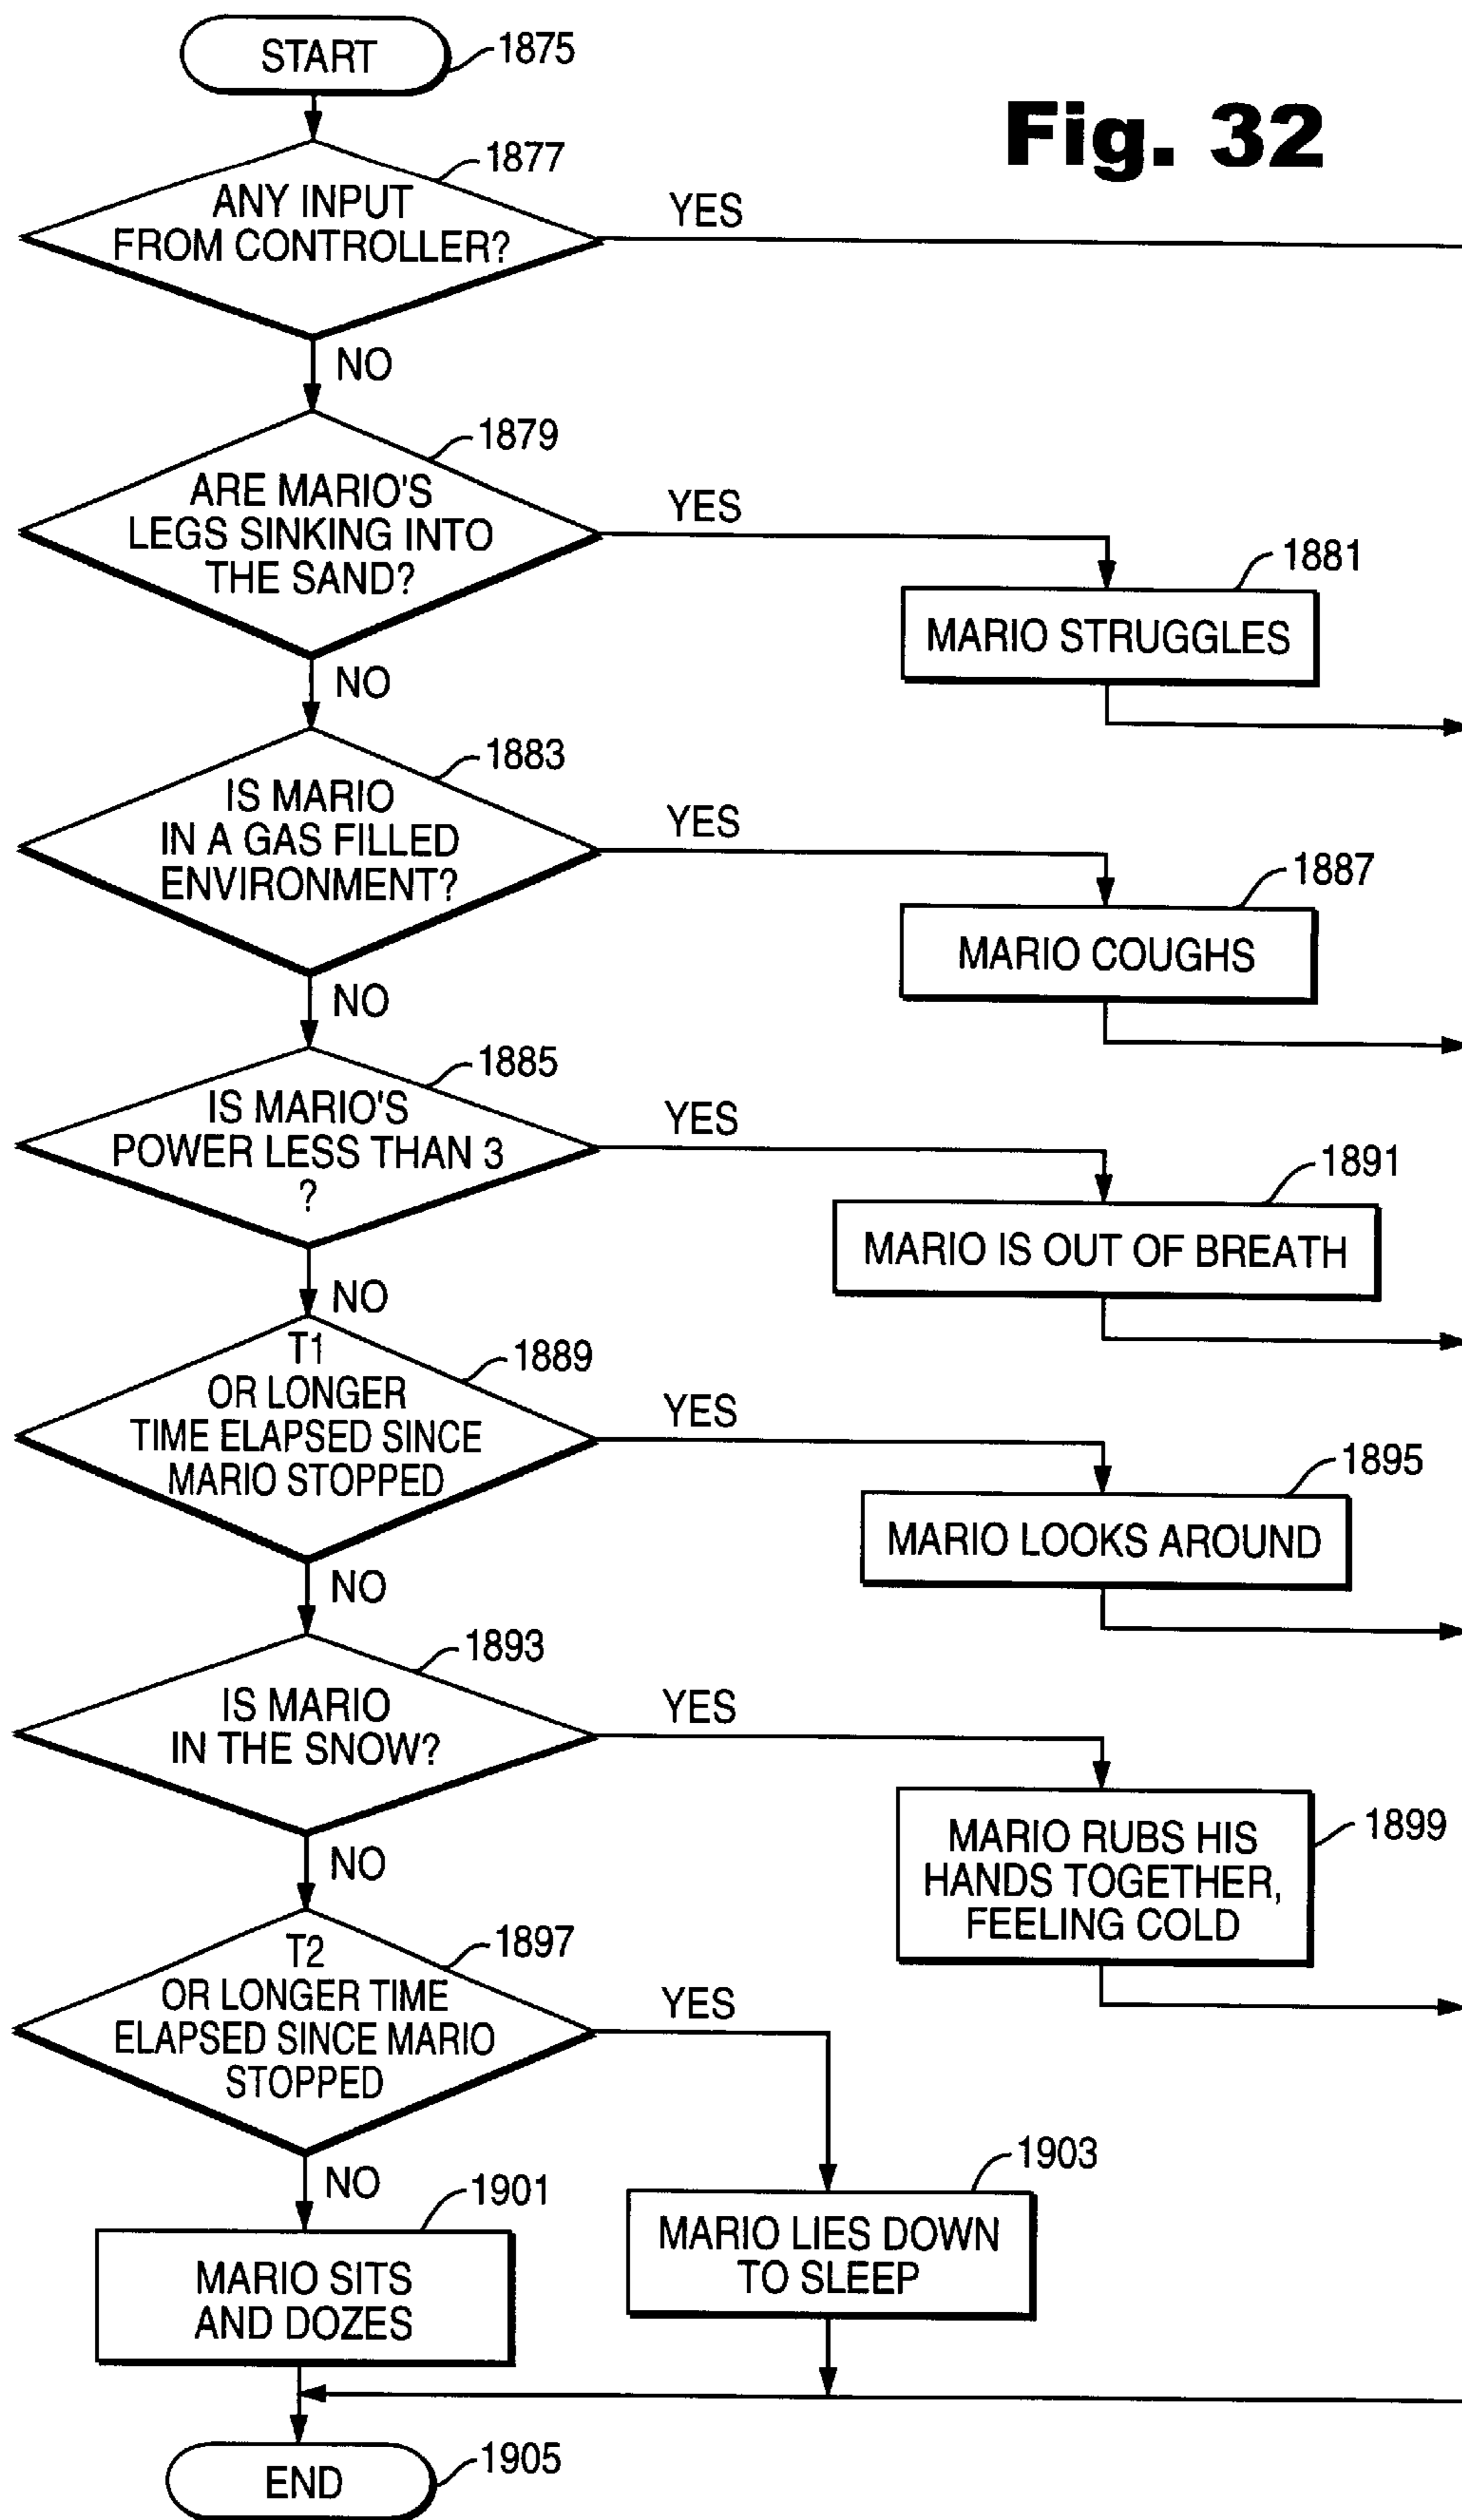 START
1875
Fig. 32
1877
ANY INPUT
FROM CONTROLLER?
YES
NO
1879
ARE MARIO'S
LEGS SINKING INTO
THE SAND?
YES
1881
MARIO STRUGGLES
NO
1883
IS MARIO
IN A GAS FILLED
ENVIRONMENT?
YES
1887
MARIO COUGHS
NO
1885
IS MARIO'S
POWER LESS THAN 3
?
YES
1891
MARIO IS OUT OF BREATH
NO
1889
T1
OR LONGER
TIME ELAPSED SINCE
MARIO STOPPED
YES
1895
MARIO LOOKS AROUND
NO
1893
IS MARIO
IN THE SNOW?
YES
1899
MARIO RUBS HIS
HANDS TOGETHER,
FEELING COLD
NO
1897
T2
OR LONGER TIME
ELAPSED SINCE MARIO
STOPPED
YES
1903
MARIO LIES DOWN
TO SLEEP
NO
1901
MARIO SITS
AND DOZES
END
1905